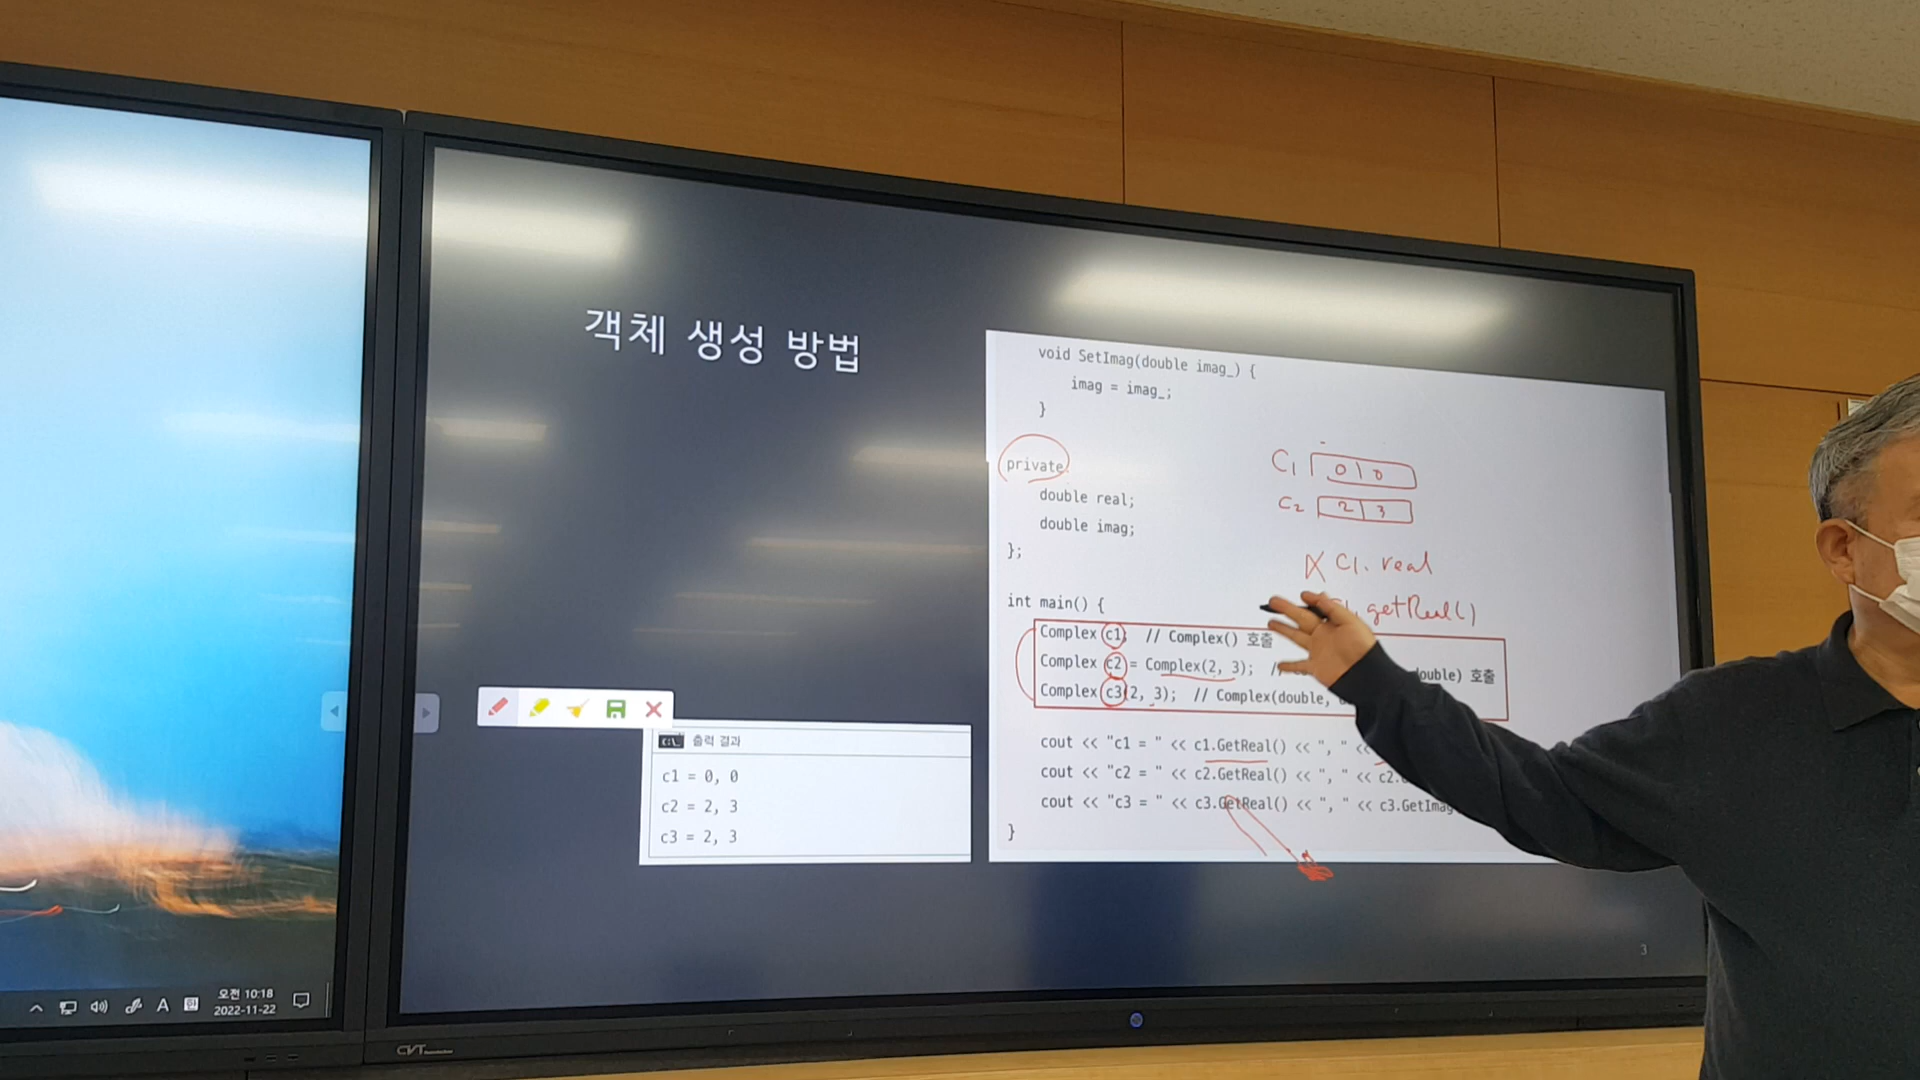 객체 생성 방법
void SetImag(double imag_) {
imag = imag_;
}
private
double real;
double imag;
};
int main() {
Complex c1; // Complex() 호출
Complex c2 = Complex(2, 3); // ouble) 호출
Complex c3(2, 3); // Complex(double,
cout << "c1 = " << c1.GetReal() << ", " <<
cout << "c2 = " << c2.GetReal() << ", " << c2.
cout << "c3 = " << c3.GetReal() << ", " << c3.GetImag
}
C1 0 0
C2 2 3
X C1. real
getReal()
C:\_ 출력 결과
c1 = 0, 0
c2 = 2, 3
c3 = 2, 3
3
A 한 오전 10:18
2022-11-22
CVT